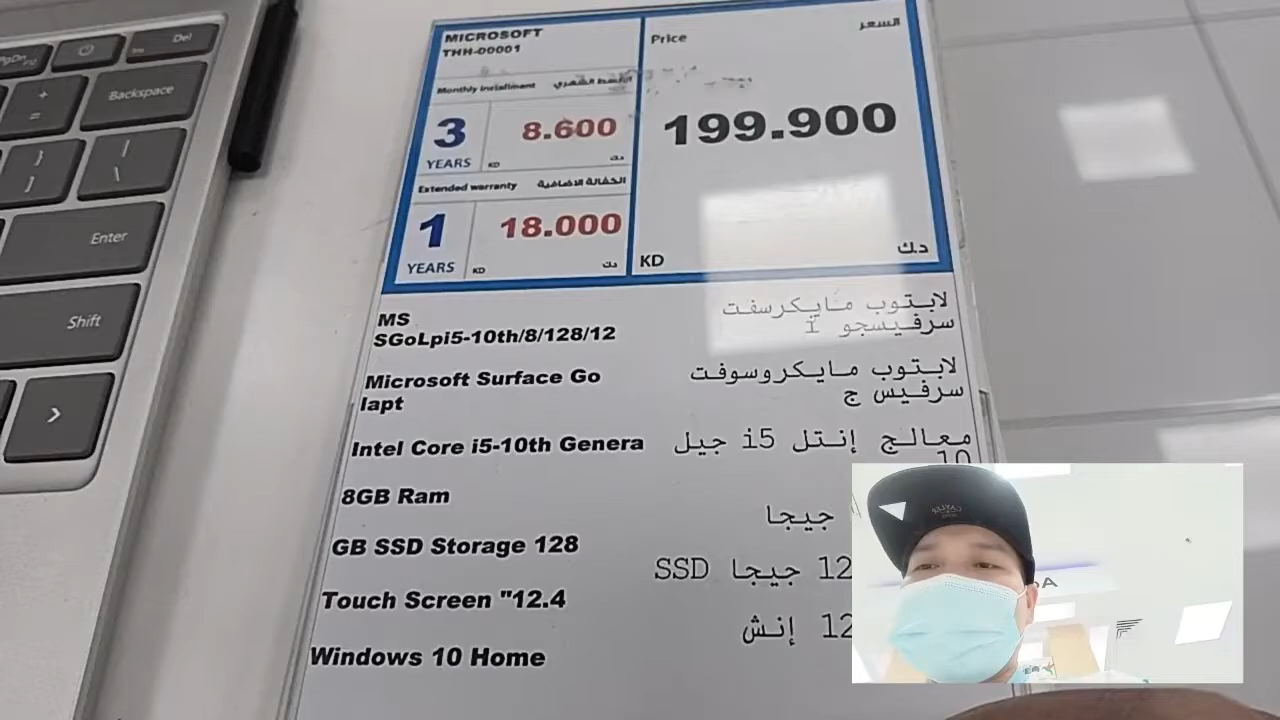 PgDn
Ins
Del
+
=
Backspace
}
]
|
\
Enter
Shift
MICROSOFT
THH-00001
Monthly Installment القسط الشهري
3 8.600
YEARS KD د.ك
Extended warranty الكفالة الاضافية
1 18.000
YEARS KD د.ك
Price السعر
199.900
KD د.ك
MS
SGoLpi5-10th/8/128/12
لابتوب مايكرسفت
سرفيسجو i
Microsoft Surface Go
lapt
لابتوب مايكروسوفت
سرفيس ج
Intel Core i5-10th Genera
معالج إنتل i5 جيل
10
8GB Ram
جيجا
GB SSD Storage 128
12 جيجا SSD
Touch Screen "12.4
12 إنش
Windows 10 Home